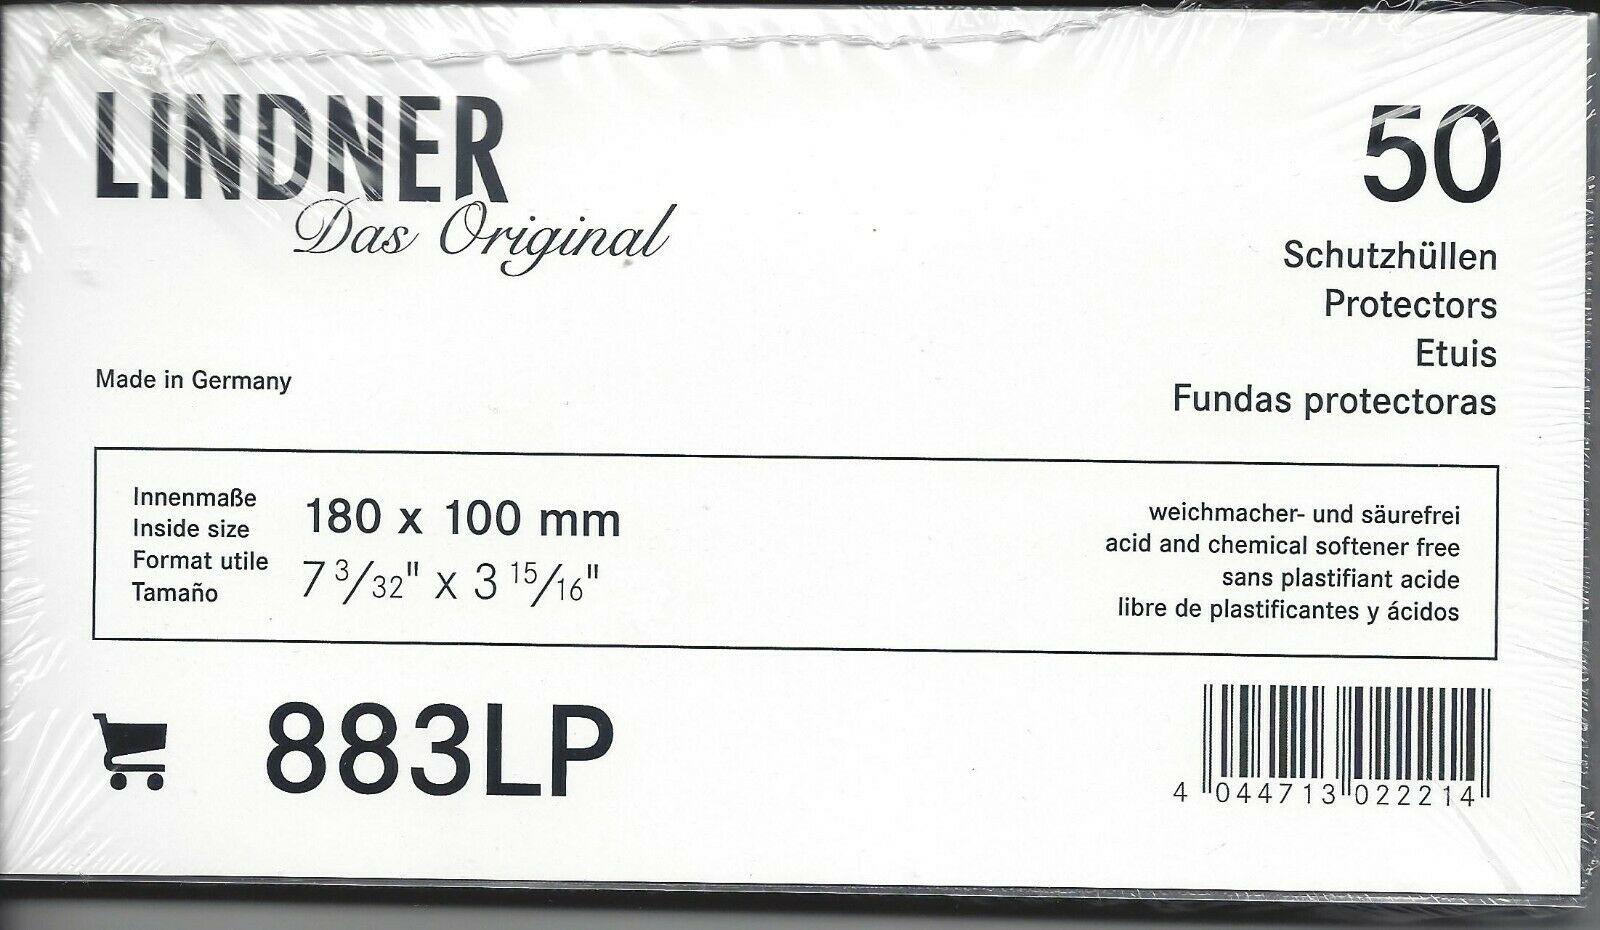 LINDNER
Das Original
50
Schutzhüllen
Protectors
Etuis
Fundas protectoras
Made in Germany
Innenmaße
Inside size
Format utile
Tamaño
180 x 100 mm
7 3/32" x 3 15/16"
weichmacher- und säurefrei
acid and chemical softener free
sans plastifiant acide
libre de plastificantes y ácidos
883LP
4 044713 022214